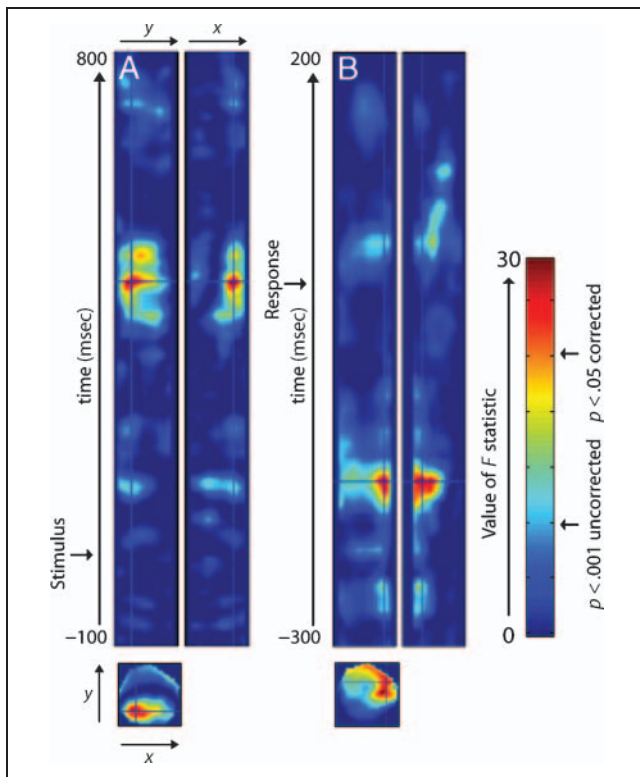 y
x
800
A
200
B
time (msec)
Stimulus
−100
Response
time (msec)
−300
30
Value of F statistic
0
p < .05 corrected
p < .001 uncorrected
y
x